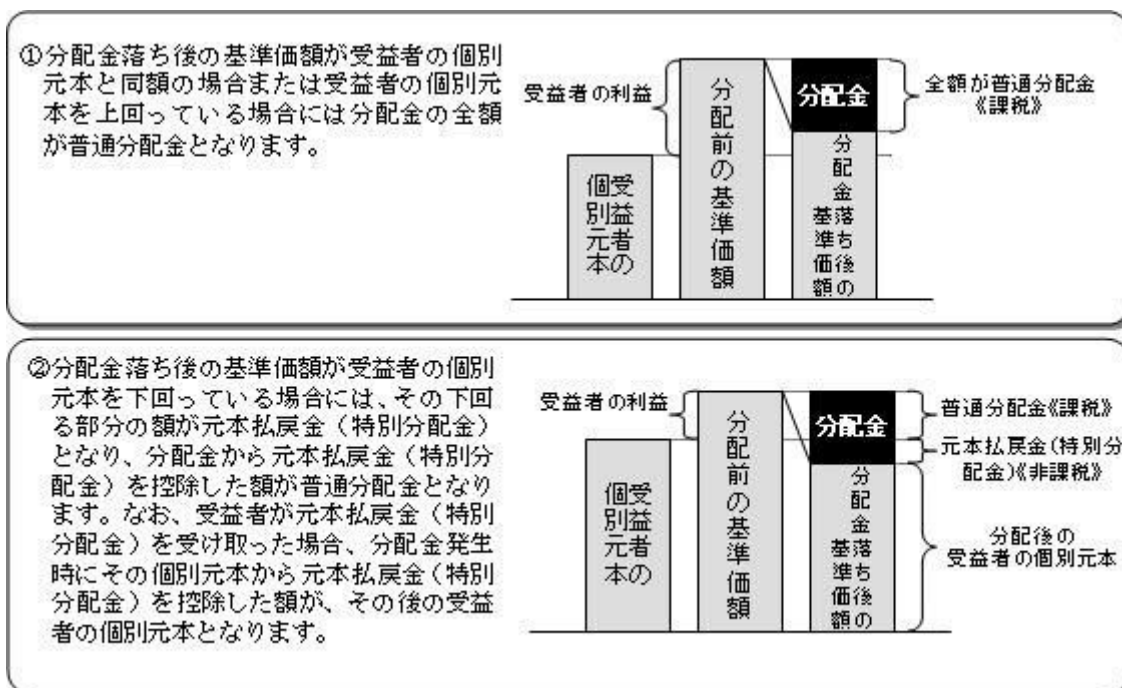 ①分配金落ち後の基準価額が受益者の個別
元本と同額の場合または受益者の個別元
本を上回っている場合には分配金の全額
が普通分配金となります。
受益者の利益
受益者の
個別元本
分配前の基準価額
分配金
分配金落ち後の
基準価額
全額が普通分配金
《課税》
②分配金落ち後の基準価額が受益者の個別
元本を下回っている場合には、その下回
る部分の額が元本払戻金（特別分配金）
となり、分配金から元本払戻金（特別分
配金）を控除した額が普通分配金となり
ます。なお、受益者が元本払戻金（特別
分配金）を受け取った場合、分配金発生
時にその個別元本から元本払戻金（特別
分配金）を控除した額が、その後の受益
者の個別元本となります。
受益者の利益
受益者の
個別元本
分配前の基準価額
分配金
分配金落ち後の
基準価額
普通分配金《課税》
元本払戻金(特別分
配金)《非課税》
分配後の
受益者の個別元本